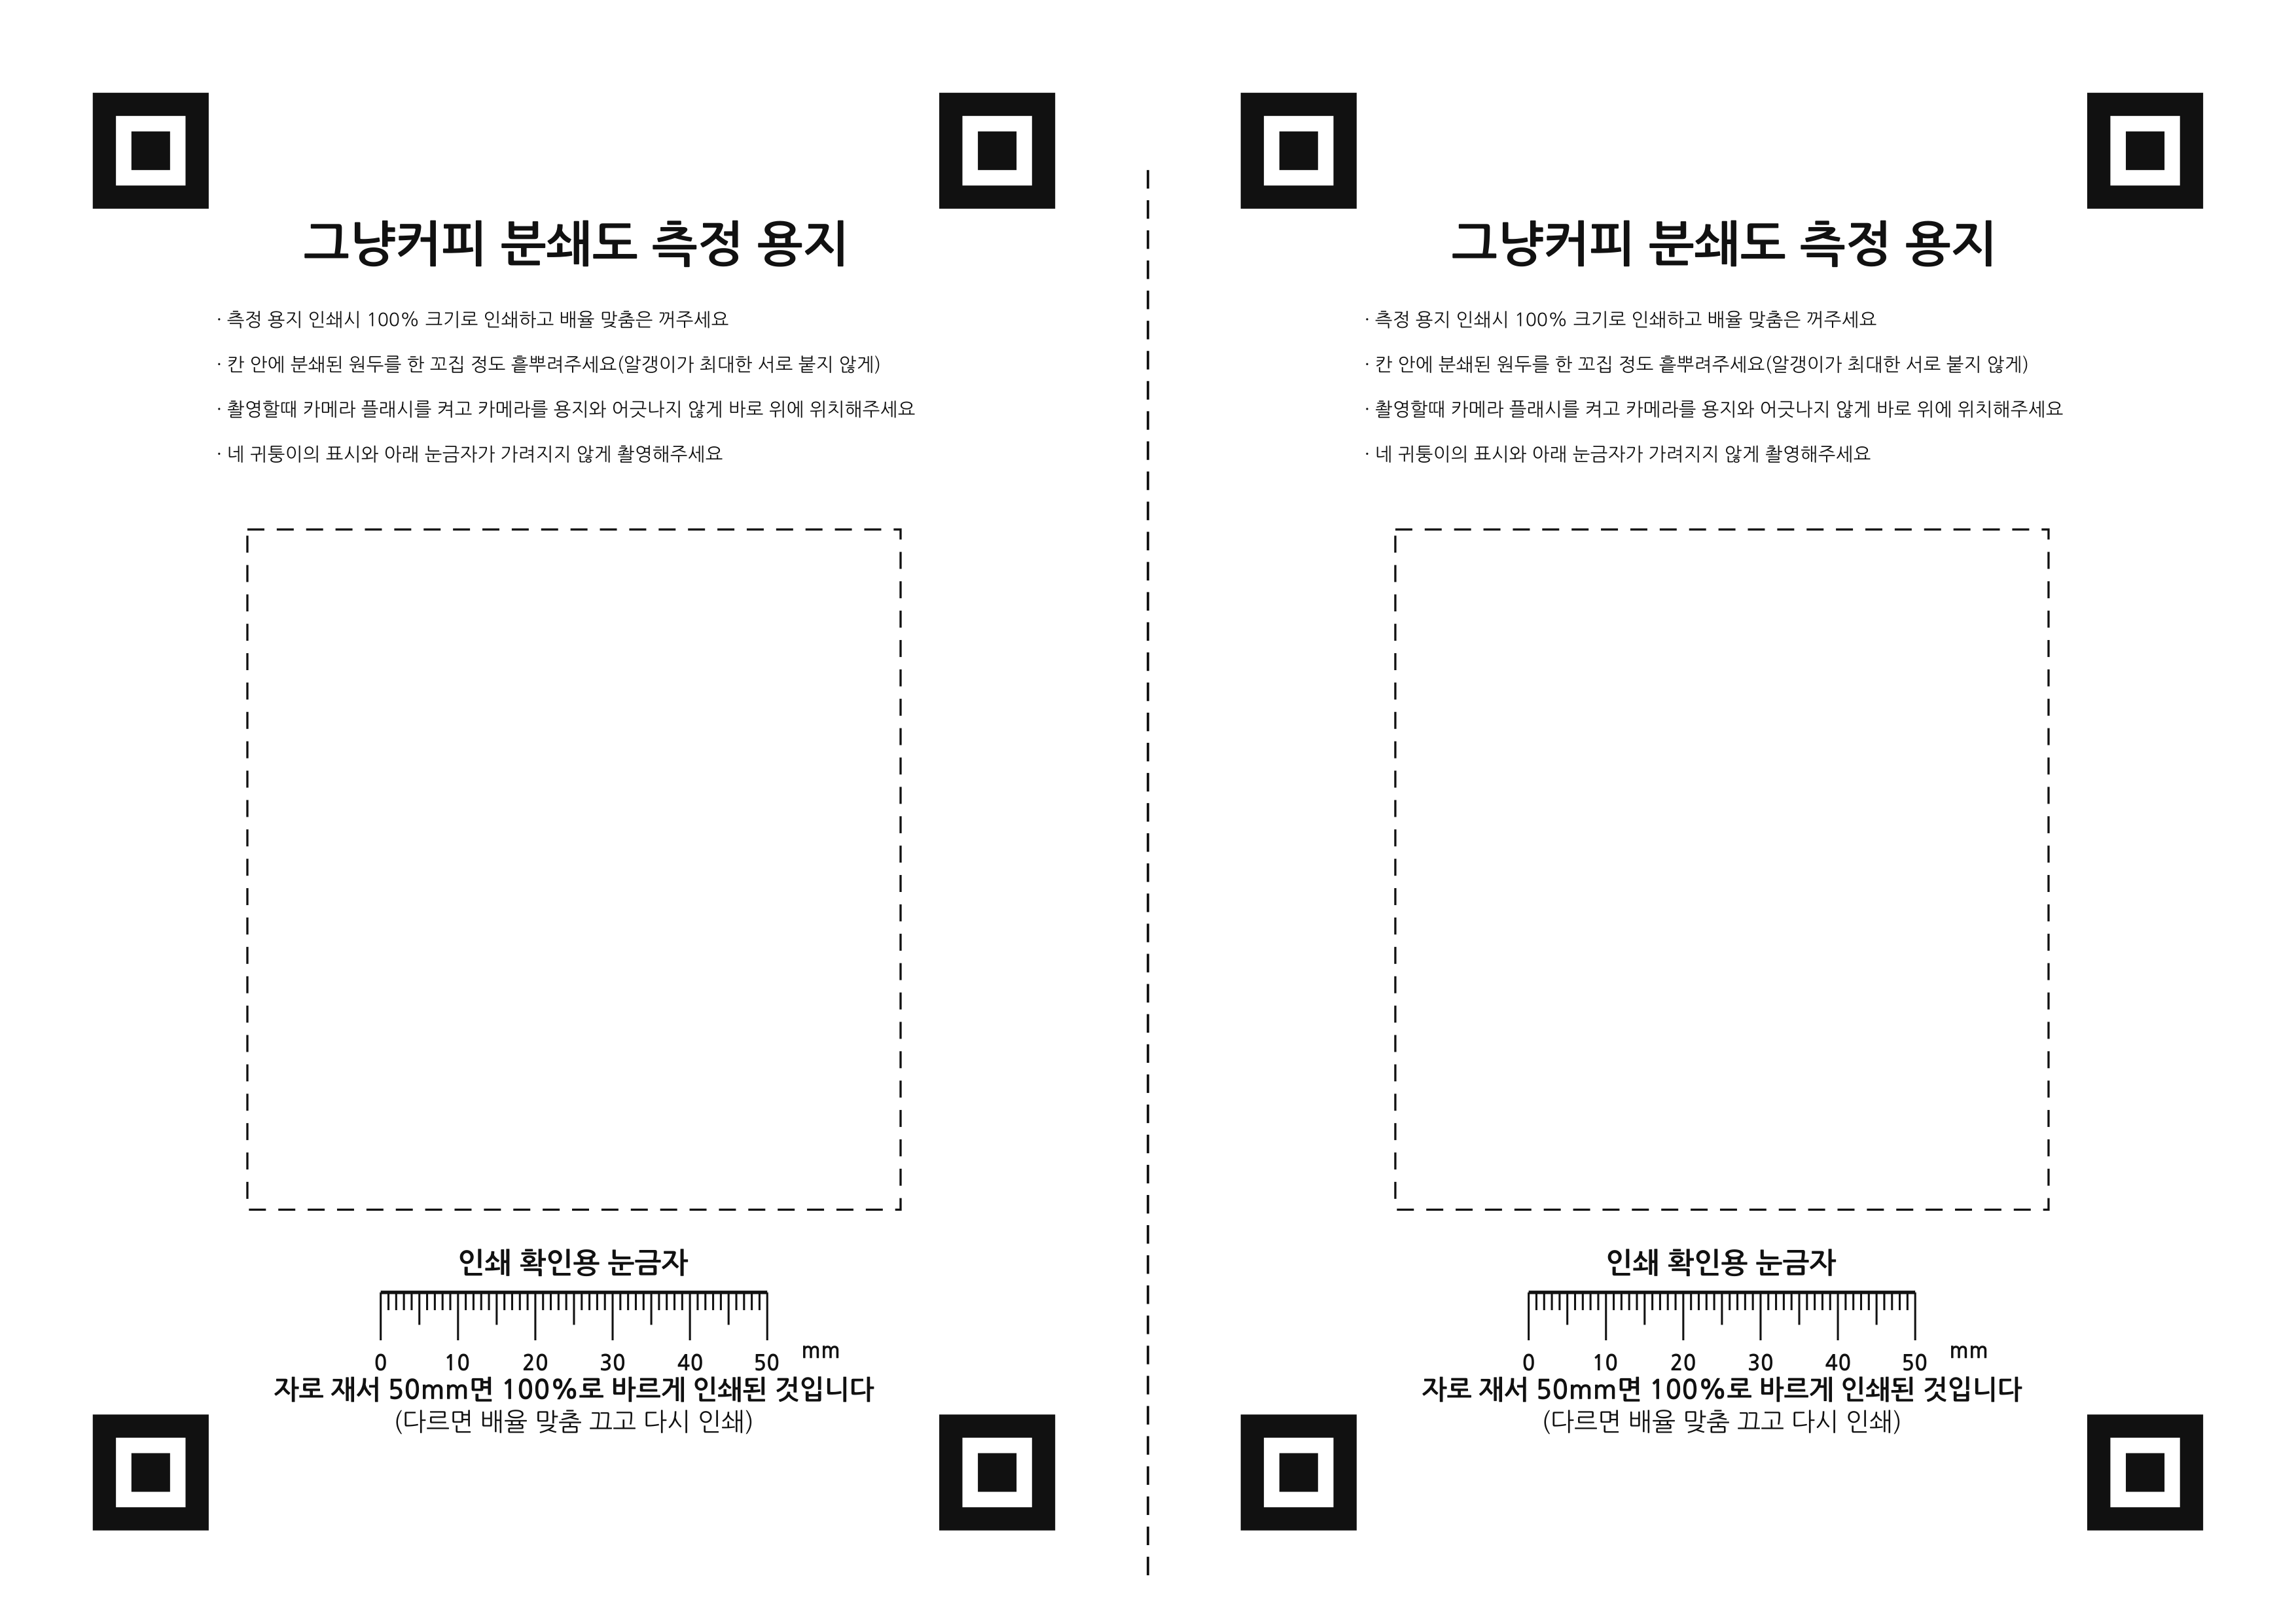 그냥커피 분쇄도 측정 용지
· 측정 용지 인쇄시 100% 크기로 인쇄하고 배율 맞춤은 꺼주세요
· 칸 안에 분쇄된 원두를 한 꼬집 정도 흩뿌려주세요(알갱이가 최대한 서로 붙지 않게)
· 촬영할때 카메라 플래시를 켜고 카메라를 용지와 어긋나지 않게 바로 위에 위치해주세요
· 네 귀퉁이의 표시와 아래 눈금자가 가려지지 않게 촬영해주세요
인쇄 확인용 눈금자
0 10 20 30 40 50 mm
자로 재서 50mm면 100%로 바르게 인쇄된 것입니다
(다르면 배율 맞춤 끄고 다시 인쇄)
그냥커피 분쇄도 측정 용지
· 측정 용지 인쇄시 100% 크기로 인쇄하고 배율 맞춤은 꺼주세요
· 칸 안에 분쇄된 원두를 한 꼬집 정도 흩뿌려주세요(알갱이가 최대한 서로 붙지 않게)
· 촬영할때 카메라 플래시를 켜고 카메라를 용지와 어긋나지 않게 바로 위에 위치해주세요
· 네 귀퉁이의 표시와 아래 눈금자가 가려지지 않게 촬영해주세요
인쇄 확인용 눈금자
0 10 20 30 40 50 mm
자로 재서 50mm면 100%로 바르게 인쇄된 것입니다
(다르면 배율 맞춤 끄고 다시 인쇄)